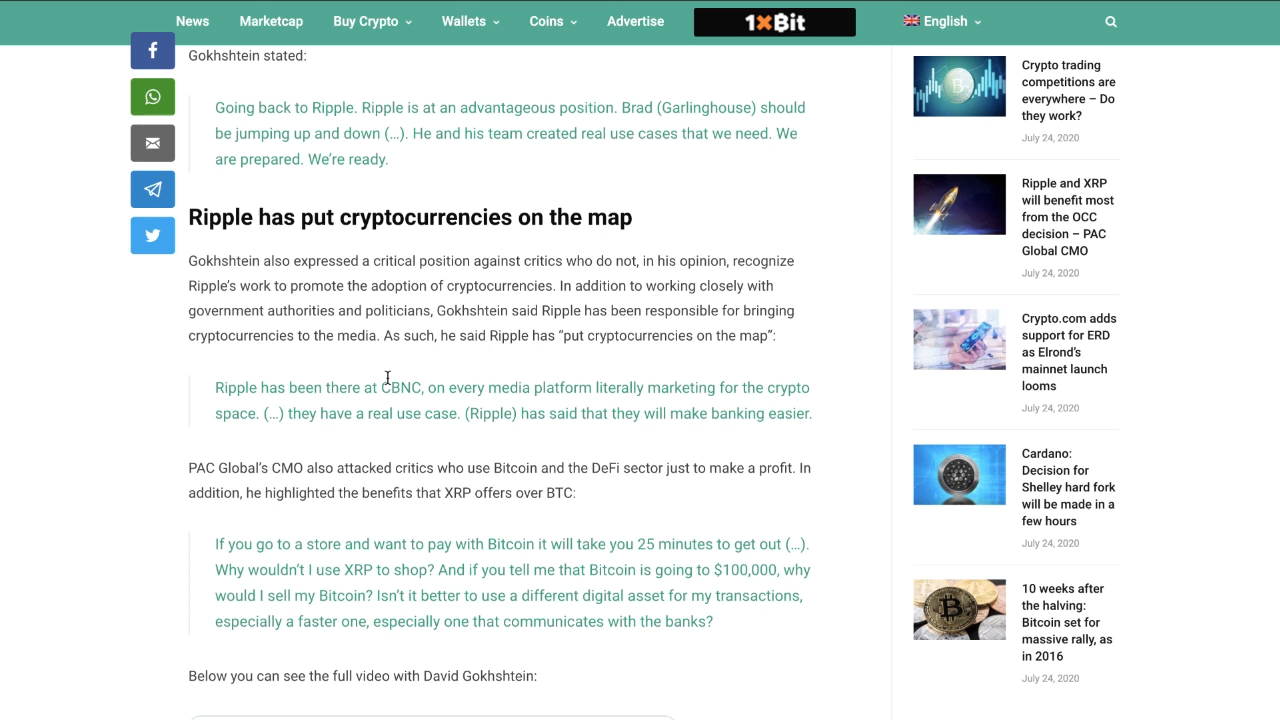 News
Marketcap
Buy Crypto
Wallets
Coins
Advertise
1xBit
English
Gokhshtein stated:
Going back to Ripple. Ripple is at an advantageous position. Brad (Garlinghouse) should
be jumping up and down (…). He and his team created real use cases that we need. We
are prepared. We’re ready.
Ripple has put cryptocurrencies on the map
Gokhshtein also expressed a critical position against critics who do not, in his opinion, recognize
Ripple’s work to promote the adoption of cryptocurrencies. In addition to working closely with
government authorities and politicians, Gokhshtein said Ripple has been responsible for bringing
cryptocurrencies to the media. As such, he said Ripple has “put cryptocurrencies on the map”:
Ripple has been there at CBNC, on every media platform literally marketing for the crypto
space. (…) they have a real use case. (Ripple) has said that they will make banking easier.
PAC Global’s CMO also attacked critics who use Bitcoin and the DeFi sector just to make a profit. In
addition, he highlighted the benefits that XRP offers over BTC:
If you go to a store and want to pay with Bitcoin it will take you 25 minutes to get out (…).
Why wouldn’t I use XRP to shop? And if you tell me that Bitcoin is going to $100,000, why
would I sell my Bitcoin? Isn’t it better to use a different digital asset for my transactions,
especially a faster one, especially one that communicates with the banks?
Below you can see the full video with David Gokhshtein:
Crypto trading
competitions are
everywhere – Do
they work?
July 24, 2020
Ripple and XRP
will benefit most
from the OCC
decision – PAC
Global CMO
July 24, 2020
Crypto.com adds
support for ERD
as Elrond’s
mainnet launch
looms
July 24, 2020
Cardano:
Decision for
Shelley hard fork
will be made in a
few hours
July 24, 2020
10 weeks after
the halving:
Bitcoin set for
massive rally, as
in 2016
July 24, 2020